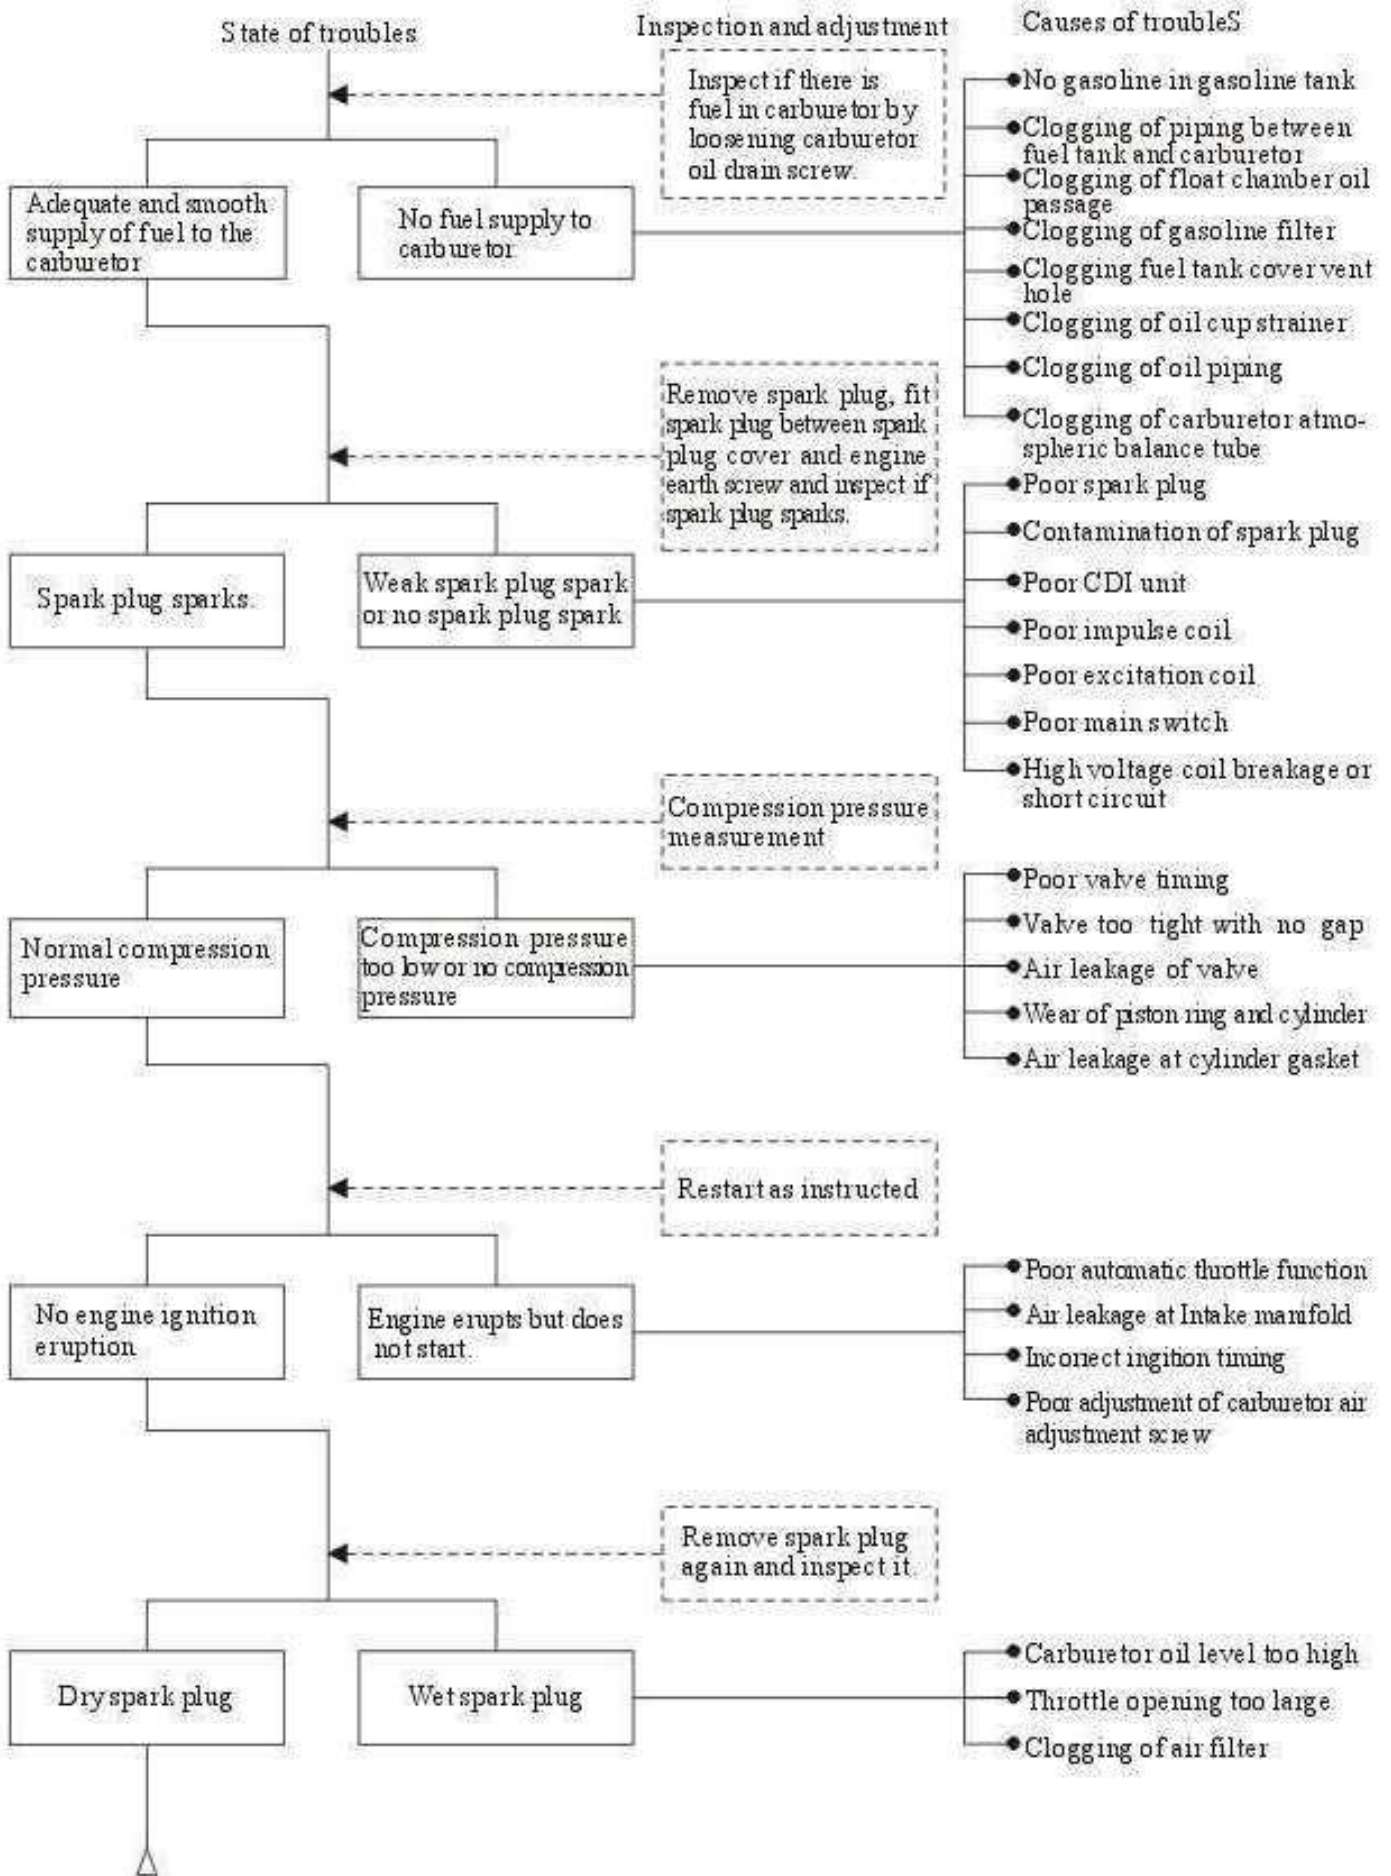 State of troubles
Inspection and adjustment
Causes of troubleS
Inspect if there is
fuel in carburetor by
loosening carburetor
oil drain screw.
No gasoline in gasoline tank
Clogging of piping between
fuel tank and carburetor
Clogging of float chamber oil
passage
Clogging of gasoline filter
Clogging fuel tank cover vent
hole
Clogging of oil cup strainer
Clogging of oil piping
Clogging of carburetor atmo-
spheric balance tube
Adequate and smooth
supply of fuel to the
carburetor
No fuel supply to
carburetor
Remove spark plug, fit
spark plug between spark
plug cover and engine
earth screw and inspect if
spark plug sparks.
Poor spark plug
Contamination of spark plug
Poor CDI unit
Poor impulse coil
Poor excitation coil
Poor main switch
High voltage coil breakage or
short circuit
Spark plug sparks.
Weak spark plug spark
or no spark plug spark
Compression pressure
measurement
Poor valve timing
Valve too tight with no gap
Air leakage of valve
Wear of piston ring and cylinder
Air leakage at cylinder gasket
Normal compression
pressure
Compression pressure
too low or no compression
pressure
Restart as instructed
No engine ignition
eruption
Engine erupts but does
not start.
Poor automatic throttle function
Air leakage at Intake manifold
Incorrect ingition timing
Poor adjustment of carburetor air
adjustment screw
Remove spark plug
again and inspect it.
Dry spark plug
Wet spark plug
Carburetor oil level too high
Throttle opening too large
Clogging of air filter